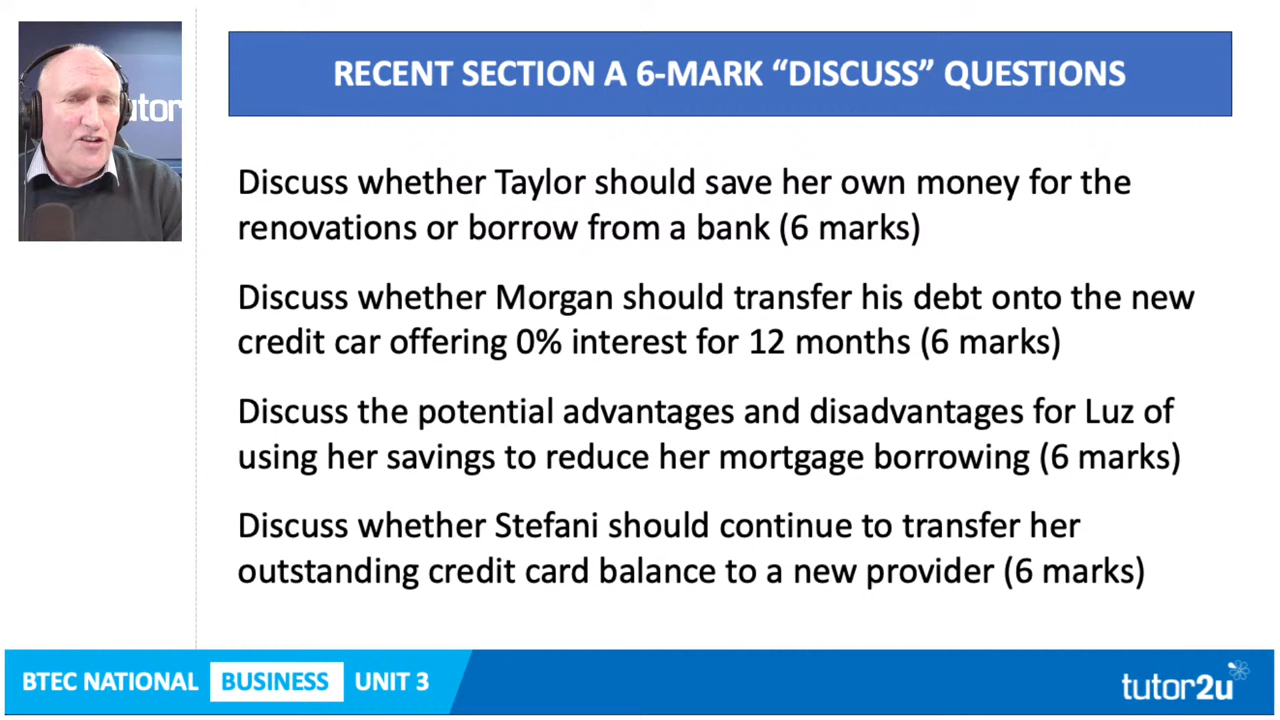 RECENT SECTION A 6-MARK “DISCUSS” QUESTIONS
utor
Discuss whether Taylor should save her own money for the
renovations or borrow from a bank (6 marks)
Discuss whether Morgan should transfer his debt onto the new
credit car offering 0% interest for 12 months (6 marks)
Discuss the potential advantages and disadvantages for Luz of
using her savings to reduce her mortgage borrowing (6 marks)
Discuss whether Stefani should continue to transfer her
outstanding credit card balance to a new provider (6 marks)
BTEC NATIONAL BUSINESS UNIT 3
tutor2u